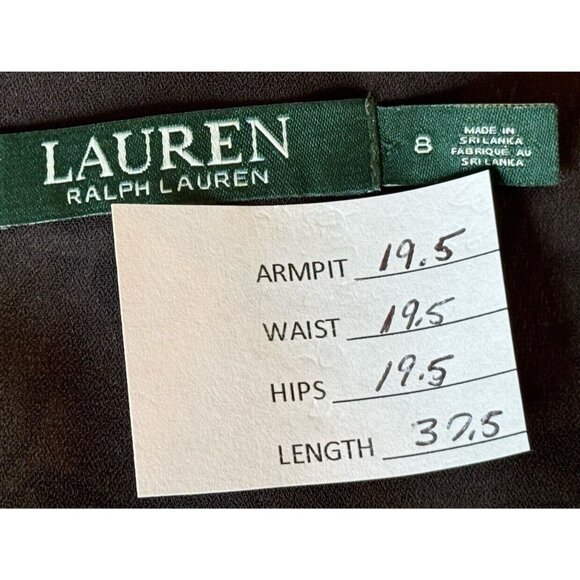 LAUREN
RALPH LAUREN
8
MADE IN
SRI LANKA
FABRIQUÉ AU
SRI LANKA
ARMPIT 19.5
WAIST 19.5
HIPS 19.5
LENGTH 37.5